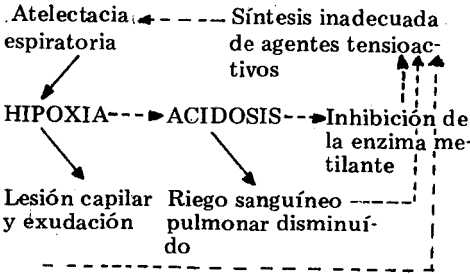 Atelectacia
espiratoria
Síntesis inadecuada
de agentes tensioac-
tivos
HIPOXIA
ACIDOSIS
Inhibición de
la enzima me-
tilante
Lesión capilar
y exudación
Riego sanguíneo
pulmonar disminuí-
do